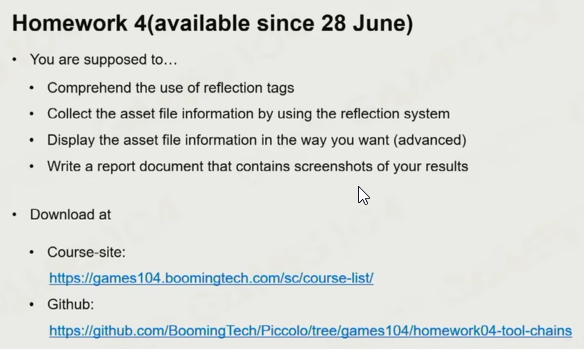 Homework 4(available since 28 June)
• You are supposed to…
• Comprehend the use of reflection tags
• Collect the asset file information by using the reflection system
• Display the asset file information in the way you want (advanced)
• Write a report document that contains screenshots of your results
• Download at
• Course-site:
https://games104.boomingtech.com/sc/course-list/
• Github:
https://github.com/BoomingTech/Piccolo/tree/games104/homework04-tool-chains